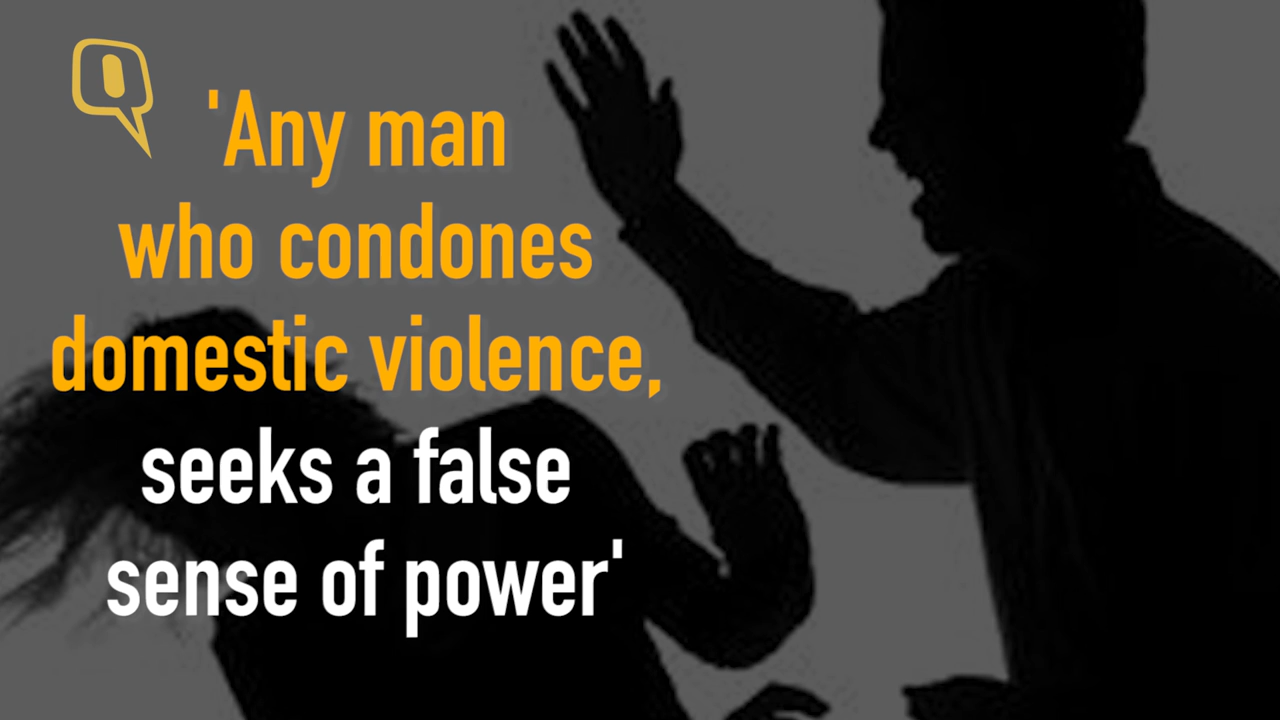 'Any man
who condones
domestic violence,
seeks a false
sense of power'